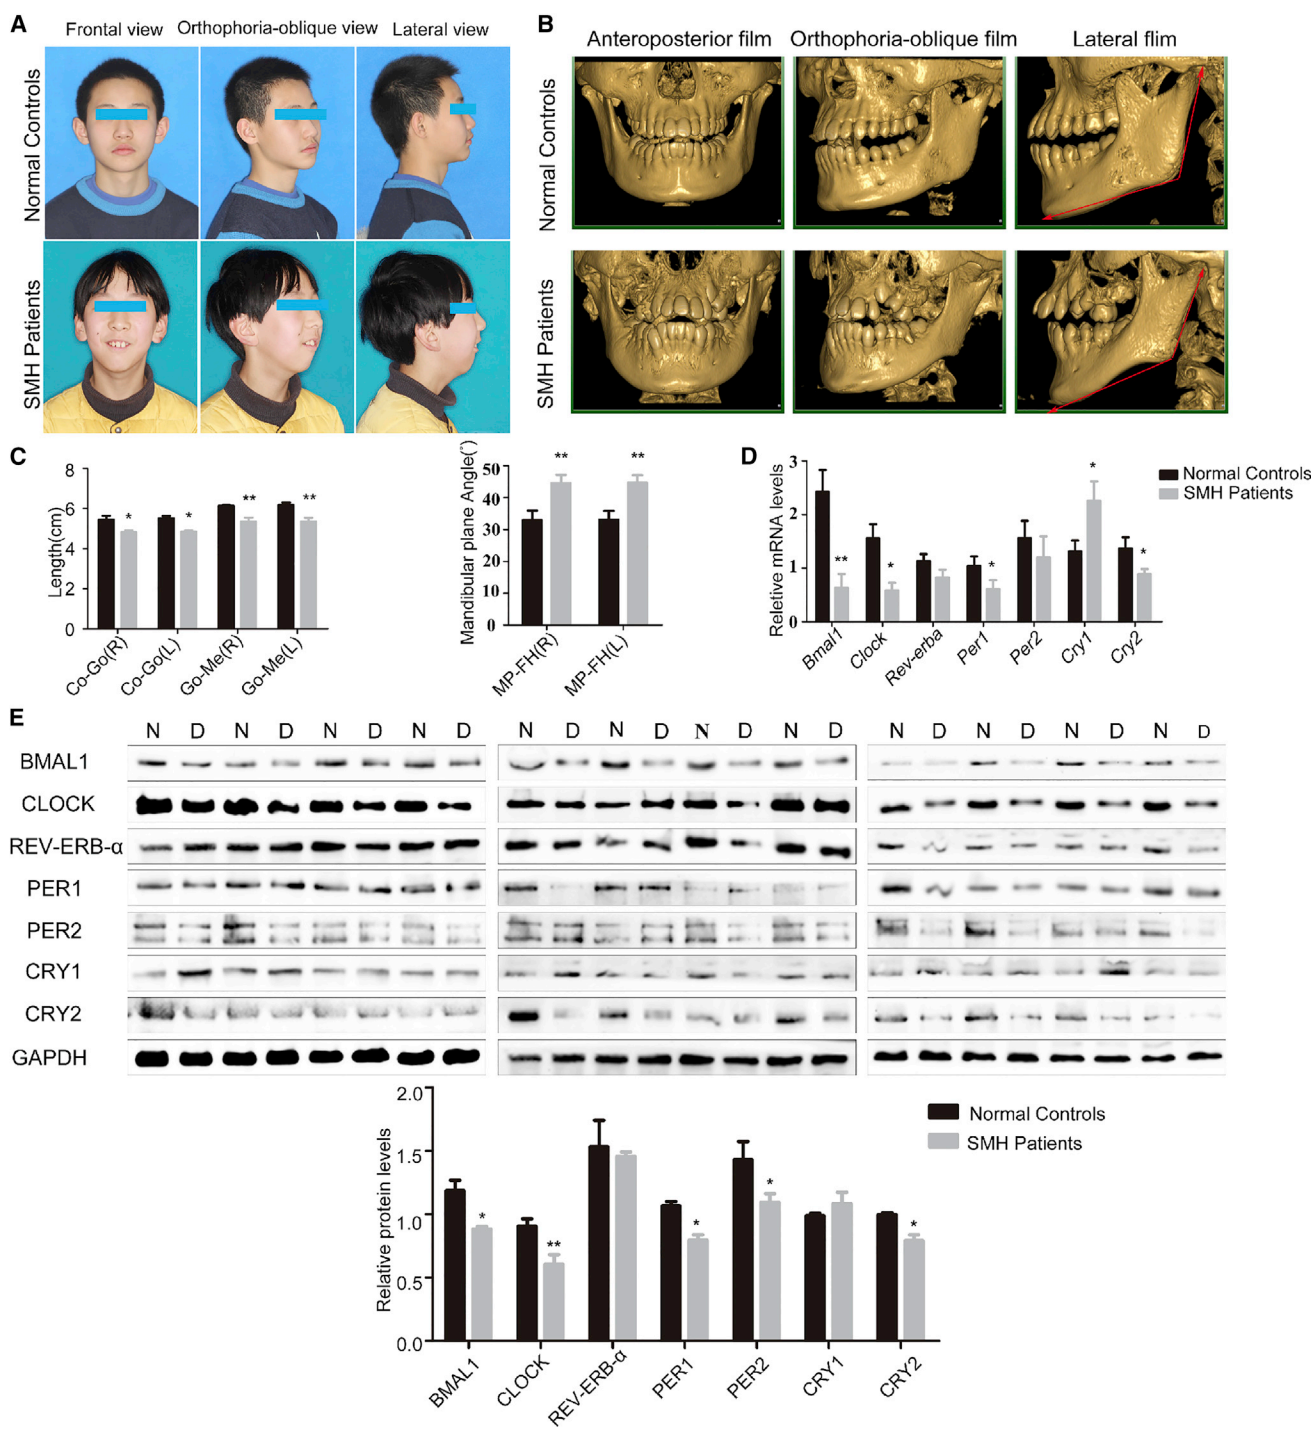 A
Frontal view Orthophoria-oblique view Lateral view
Normal Controls
SMH Patients
B
Anteroposterior film Orthophoria-oblique film Lateral flim
Normal Controls
SMH Patients
C
Length(cm)
8
6
4
2
0
Co-Go(R) Co-Go(L) Go-Me(R) Go-Me(L)
* * ** **
Mandibular plane Angle(°)
50
40
30
20
10
0
MP-FH(R) MP-FH(L)
** **
D
Reletive mRNA levels
3
2
1
0
Bmal1 Clock Rev-erba Per1 Per2 Cry1 Cry2
** * * * *
Normal Controls
SMH Patients
E
N D N D N D N D N D N D N D N D N D N D N D N D
BMAL1
CLOCK
REV-ERB-α
PER1
PER2
CRY1
CRY2
GAPDH
Relative protein levels
2.0
1.5
1.0
0.5
0.0
BMAL1 CLOCK REV-ERB-α PER1 PER2 CRY1 CRY2
* ** * * *
Normal Controls
SMH Patients